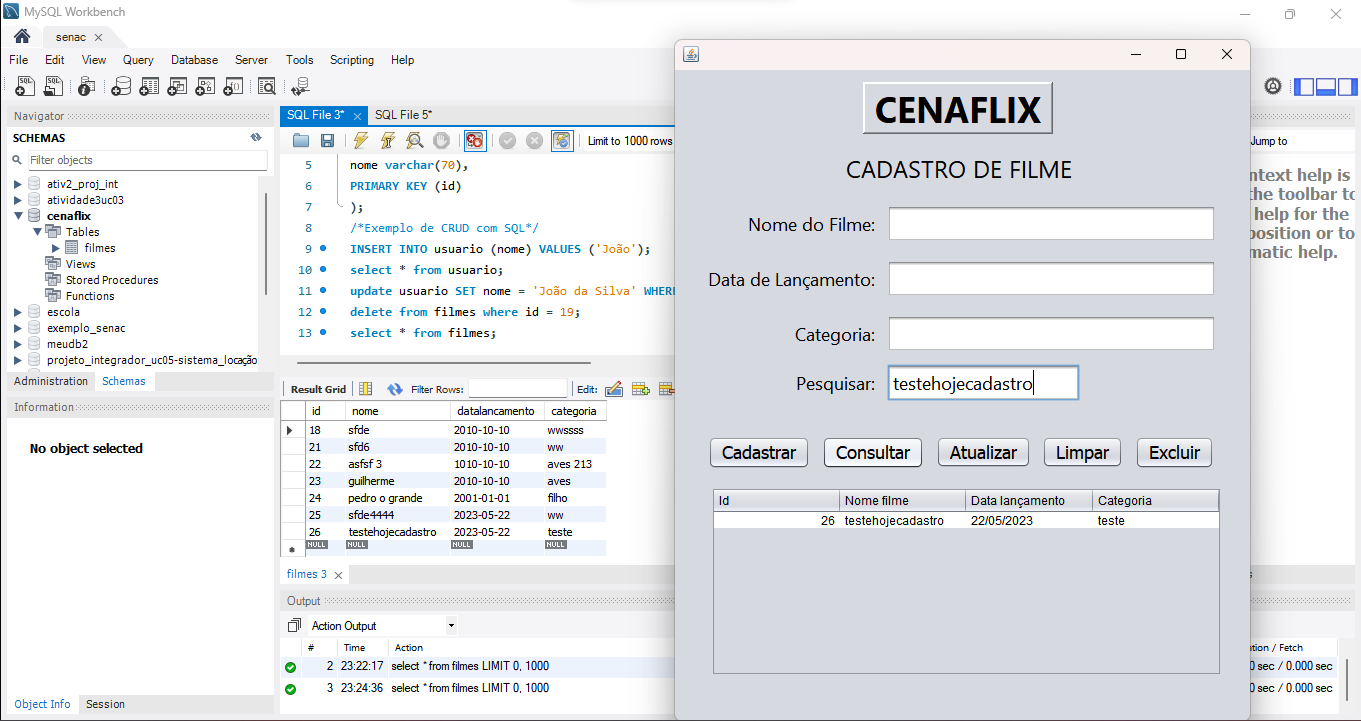 MySQL Workbench
senac
File Edit View Query Database Server Tools Scripting Help
Navigator
SCHEMAS
Filter objects
ativ2_proj_int
atividade3uc03
cenaflix
Tables
filmes
Views
Stored Procedures
Functions
escola
exemplo_senac
meudb2
projeto_integrador_uc05-sistema_locação
Administration Schemas
Information
No object selected
Object Info Session
SQL File 3* SQL File 5*
Limit to 1000 rows
5 nome varchar(70),
6 PRIMARY KEY (id)
7 );
8 /*Exemplo de CRUD com SQL*/
9 INSERT INTO usuario (nome) VALUES ('João');
10 select * from usuario;
11 update usuario SET nome = 'João da Silva' WHERE
12 delete from filmes where id = 19;
13 select * from filmes;
Result Grid Filter Rows: Edit:
id nome datalancamento categoria
18 sfde 2010-10-10 wwssss
21 sfd6 2010-10-10 ww
22 asfsf 3 1010-10-10 aves 213
23 guilherme 2010-10-10 aves
24 pedro o grande 2001-01-01 filho
25 sfde4444 2023-05-22 ww
26 testehojecadastro 2023-05-22 teste
NULL NULL NULL NULL
filmes 3
Output
Action Output
# Time Action
2 23:22:17 select * from filmes LIMIT 0, 1000
3 23:24:36 select * from filmes LIMIT 0, 1000
CENAFLIX
CADASTRO DE FILME
Nome do Filme:
Data de Lançamento:
Categoria:
Pesquisar: testehojecadastro
Cadastrar Consultar Atualizar Limpar Excluir
Id Nome filme Data lançamento Categoria
26 testehojecadastro 22/05/2023 teste
Jump to
ntext help is
the toolbar to
help for the
position or to
matic help.
/ Fetch
0 sec / 0.000 sec
0 sec / 0.000 sec